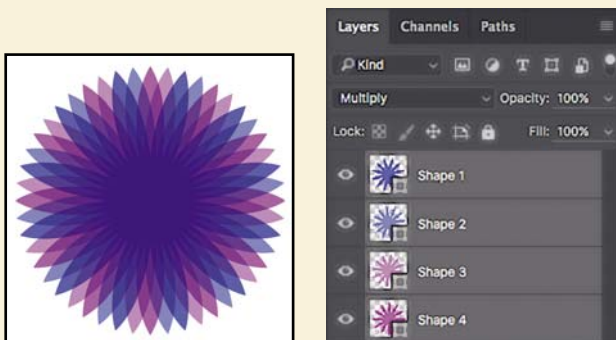 Layers Channels Paths
Kind
Multiply Opacity: 100%
Lock: Fill: 100%
Shape 1
Shape 2
Shape 3
Shape 4